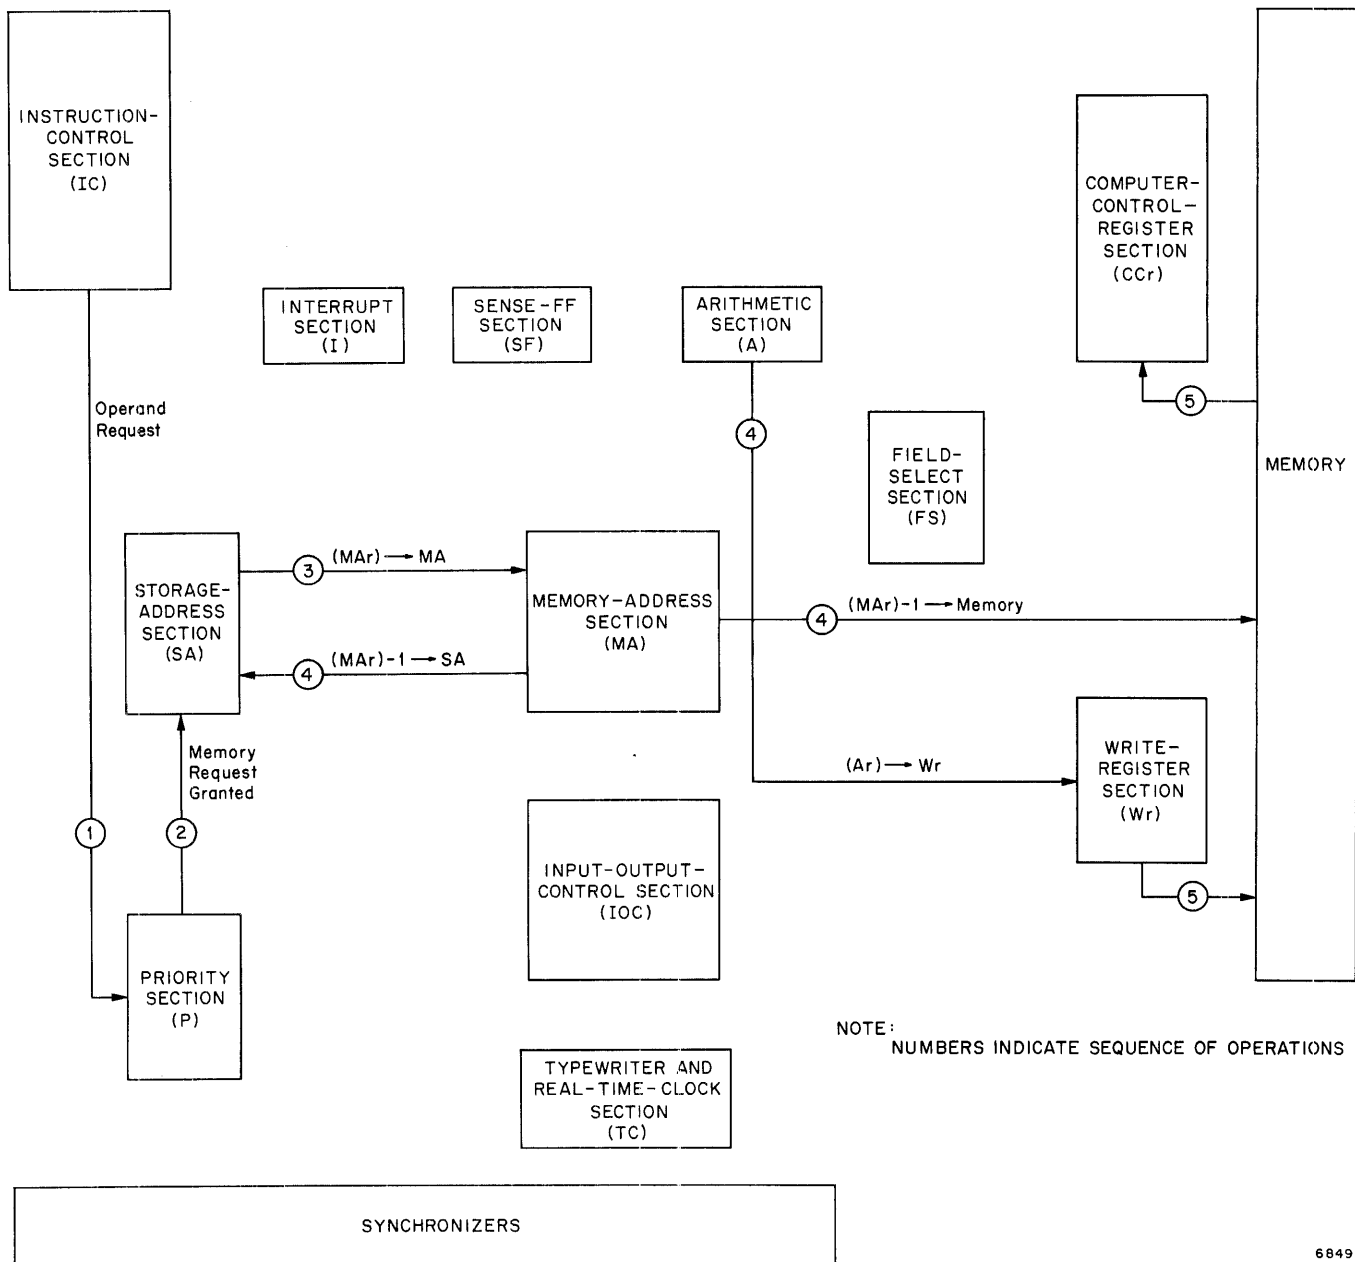 INSTRUCTION-
CONTROL
SECTION
(IC)
COMPUTER-
CONTROL-
REGISTER
SECTION
(CCr)
INTERRUPT
SECTION
(I)
SENSE-FF
SECTION
(SF)
ARITHMETIC
SECTION
(A)
Operand
Request
4
5
FIELD-
SELECT
SECTION
(FS)
MEMORY
STORAGE-
ADDRESS
SECTION
(SA)
3
(MAr) → MA
4
(MAr)-1 → SA
MEMORY-ADDRESS
SECTION
(MA)
4
(MAr)-1 → Memory
Memory
Request
Granted
1
2
(Ar) → Wr
WRITE-
REGISTER
SECTION
(Wr)
5
INPUT-OUTPUT-
CONTROL SECTION
(IOC)
PRIORITY
SECTION
(P)
NOTE:
NUMBERS INDICATE SEQUENCE OF OPERATIONS
TYPEWRITER AND
REAL-TIME-CLOCK
SECTION
(TC)
SYNCHRONIZERS
6849